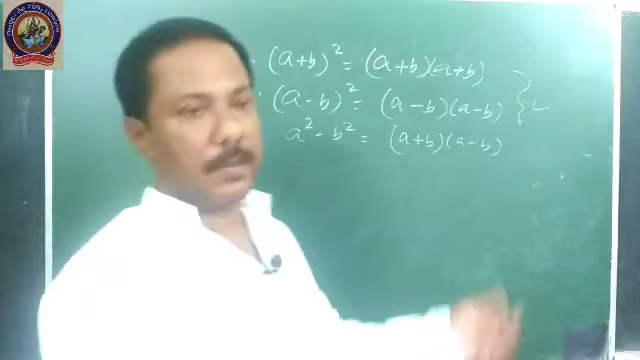 (a+b)² = (a+b)(a+b)
(a-b)² = (a-b)(a-b)
a² - b² = (a+b)(a-b)